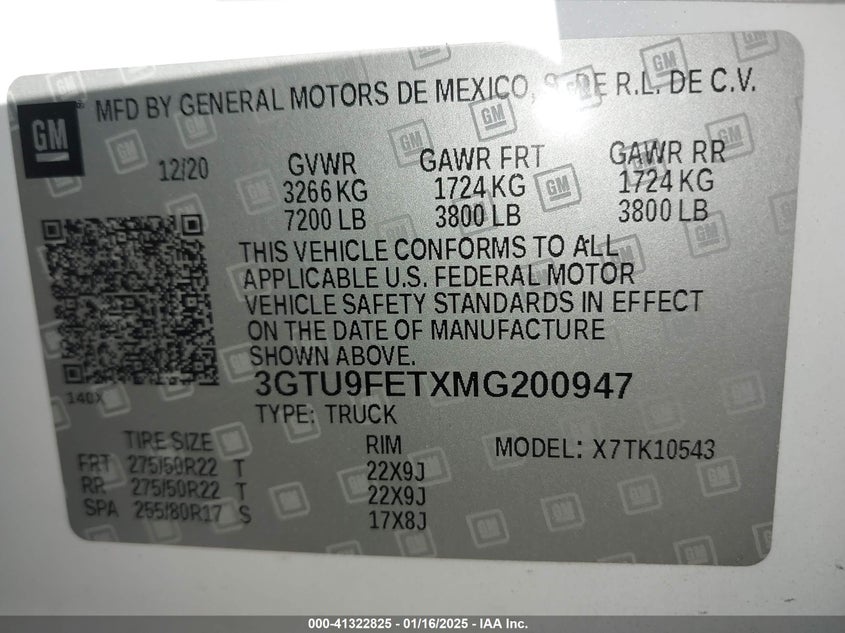 GM
MFD BY GENERAL MOTORS DE MEXICO, S. DE R.L. DE C.V.
12/20 GVWR GAWR FRT GAWR RR
3266 KG 1724 KG 1724 KG
7200 LB 3800 LB 3800 LB
THIS VEHICLE CONFORMS TO ALL
APPLICABLE U.S. FEDERAL MOTOR
VEHICLE SAFETY STANDARDS IN EFFECT
ON THE DATE OF MANUFACTURE
SHOWN ABOVE.
3GTU9FETXMG200947
140X
TYPE: TRUCK
TIRE SIZE RIM MODEL: X7TK10543
FRT 275/50R22 T 22X9J
RR 275/50R22 T 22X9J
SPA 255/80R17 S 17X8J
000-41322825 - 01/16/2025 - IAA Inc.